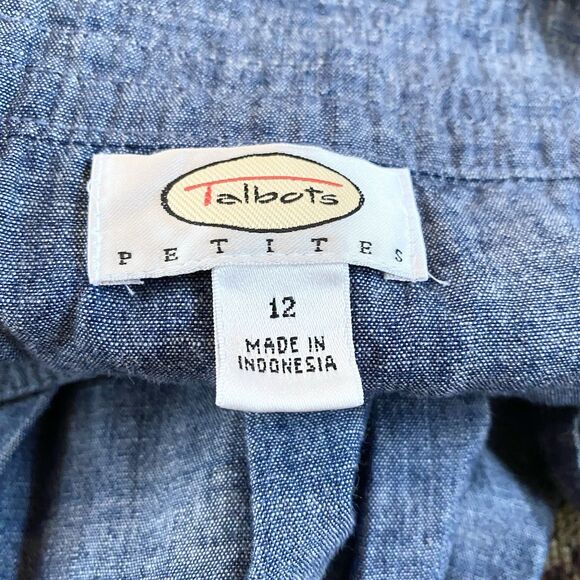 Talbots
PETITES
12
MADE IN
INDONESIA